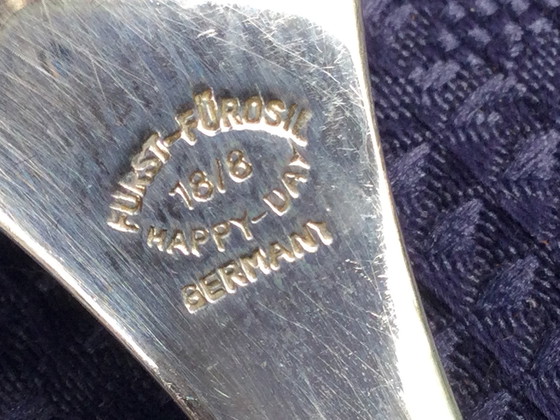 FÜRST-FÜROSIL
18/8
HAPPY-DAY
GERMANY